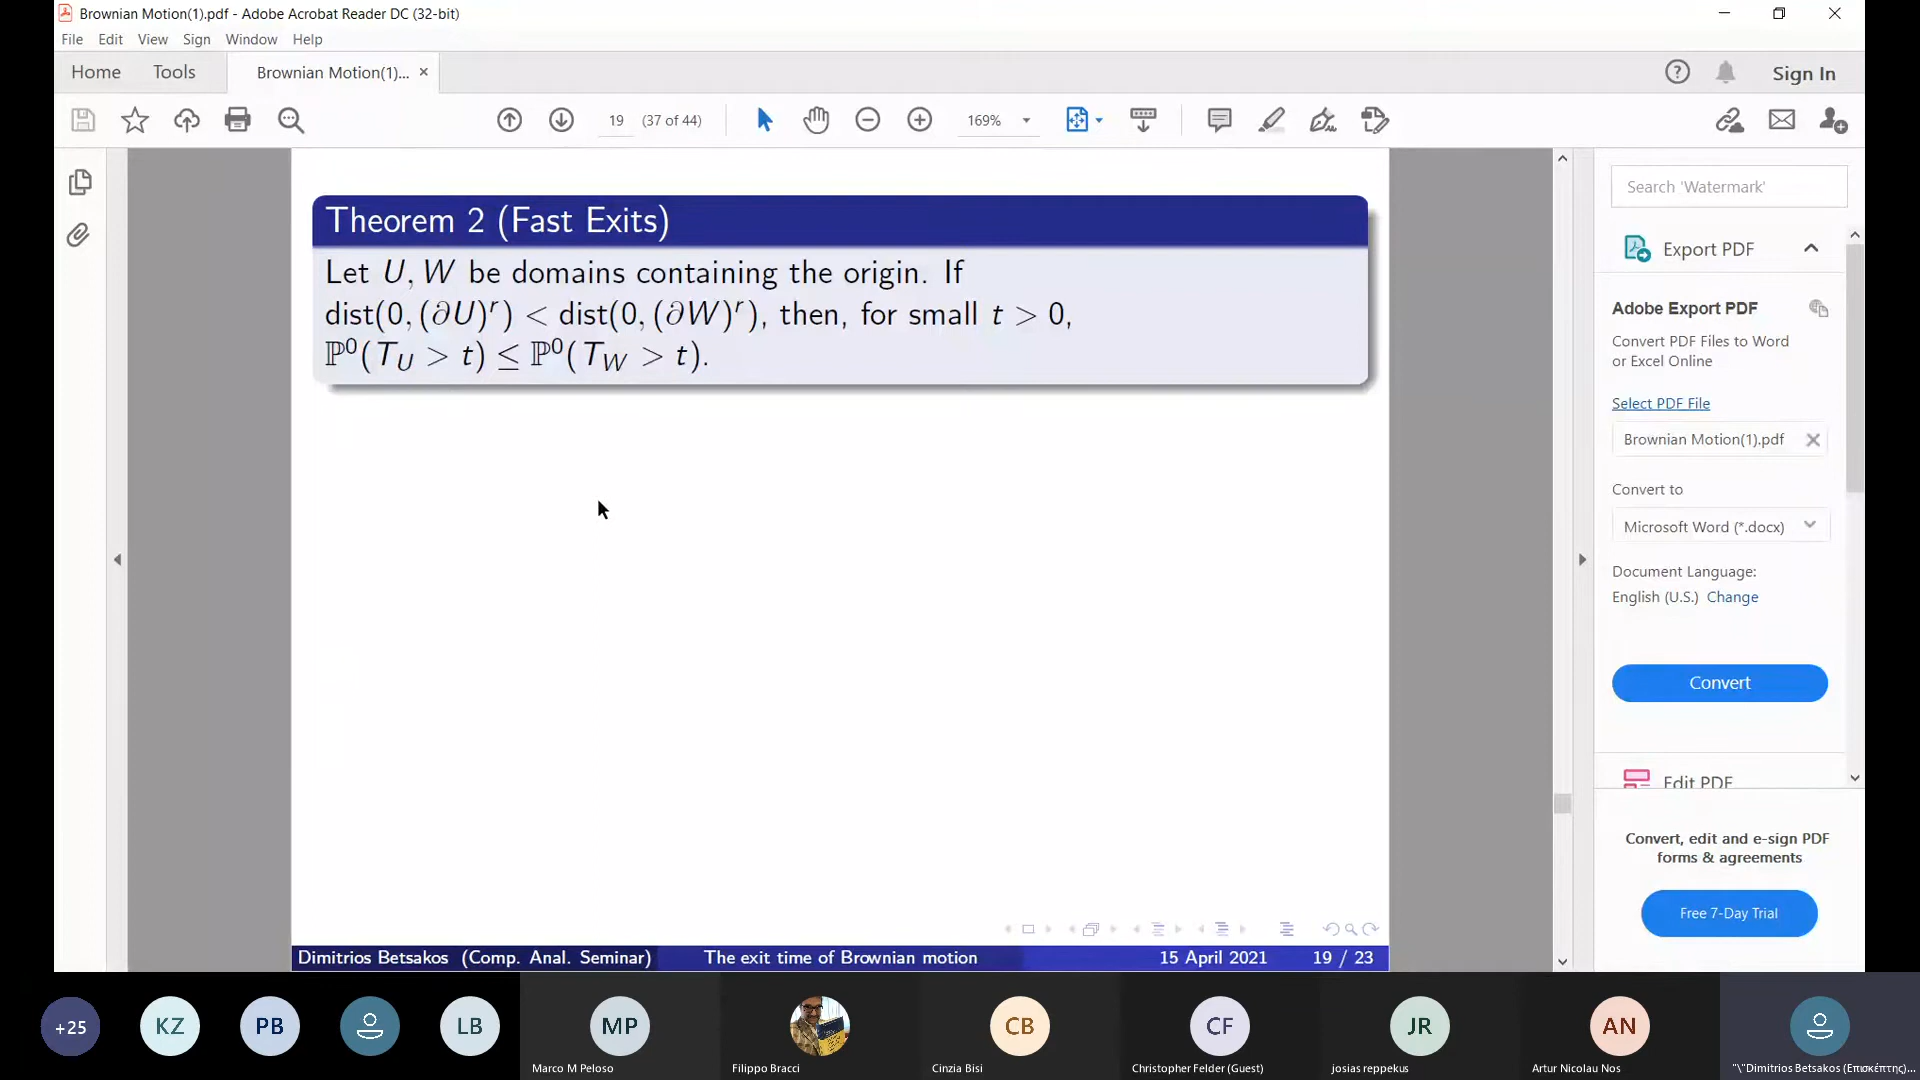 Brownian Motion(1).pdf - Adobe Acrobat Reader DC (32-bit)
File Edit View Sign Window Help
Home Tools Brownian Motion(1)... × Sign In
19 (37 of 44) 169%
Search 'Watermark'
Export PDF
Adobe Export PDF
Convert PDF Files to Word
or Excel Online
Select PDF File
Brownian Motion(1).pdf
Convert to
Microsoft Word (*.docx)
Document Language:
English (U.S.) Change
Convert
Edit PDF
Convert, edit and e-sign PDF
forms & agreements
Free 7-Day Trial
Theorem 2 (Fast Exits)
Let U, W be domains containing the origin. If
dist(0, (∂U)ʳ) < dist(0, (∂W)ʳ), then, for small t > 0,
ℙ⁰(T_U > t) ≤ ℙ⁰(T_W > t).
Dimitrios Betsakos (Comp. Anal. Seminar) The exit time of Brownian motion 15 April 2021 19 / 23
+25 KZ PB LB MP CB CF JR AN
Marco M Peloso Filippo Bracci Cinzia Bisi Christopher Felder (Guest) josias reppekus Artur Nicolau Nos "\"Dimitrios Betsakos (Επισκέπτης)...